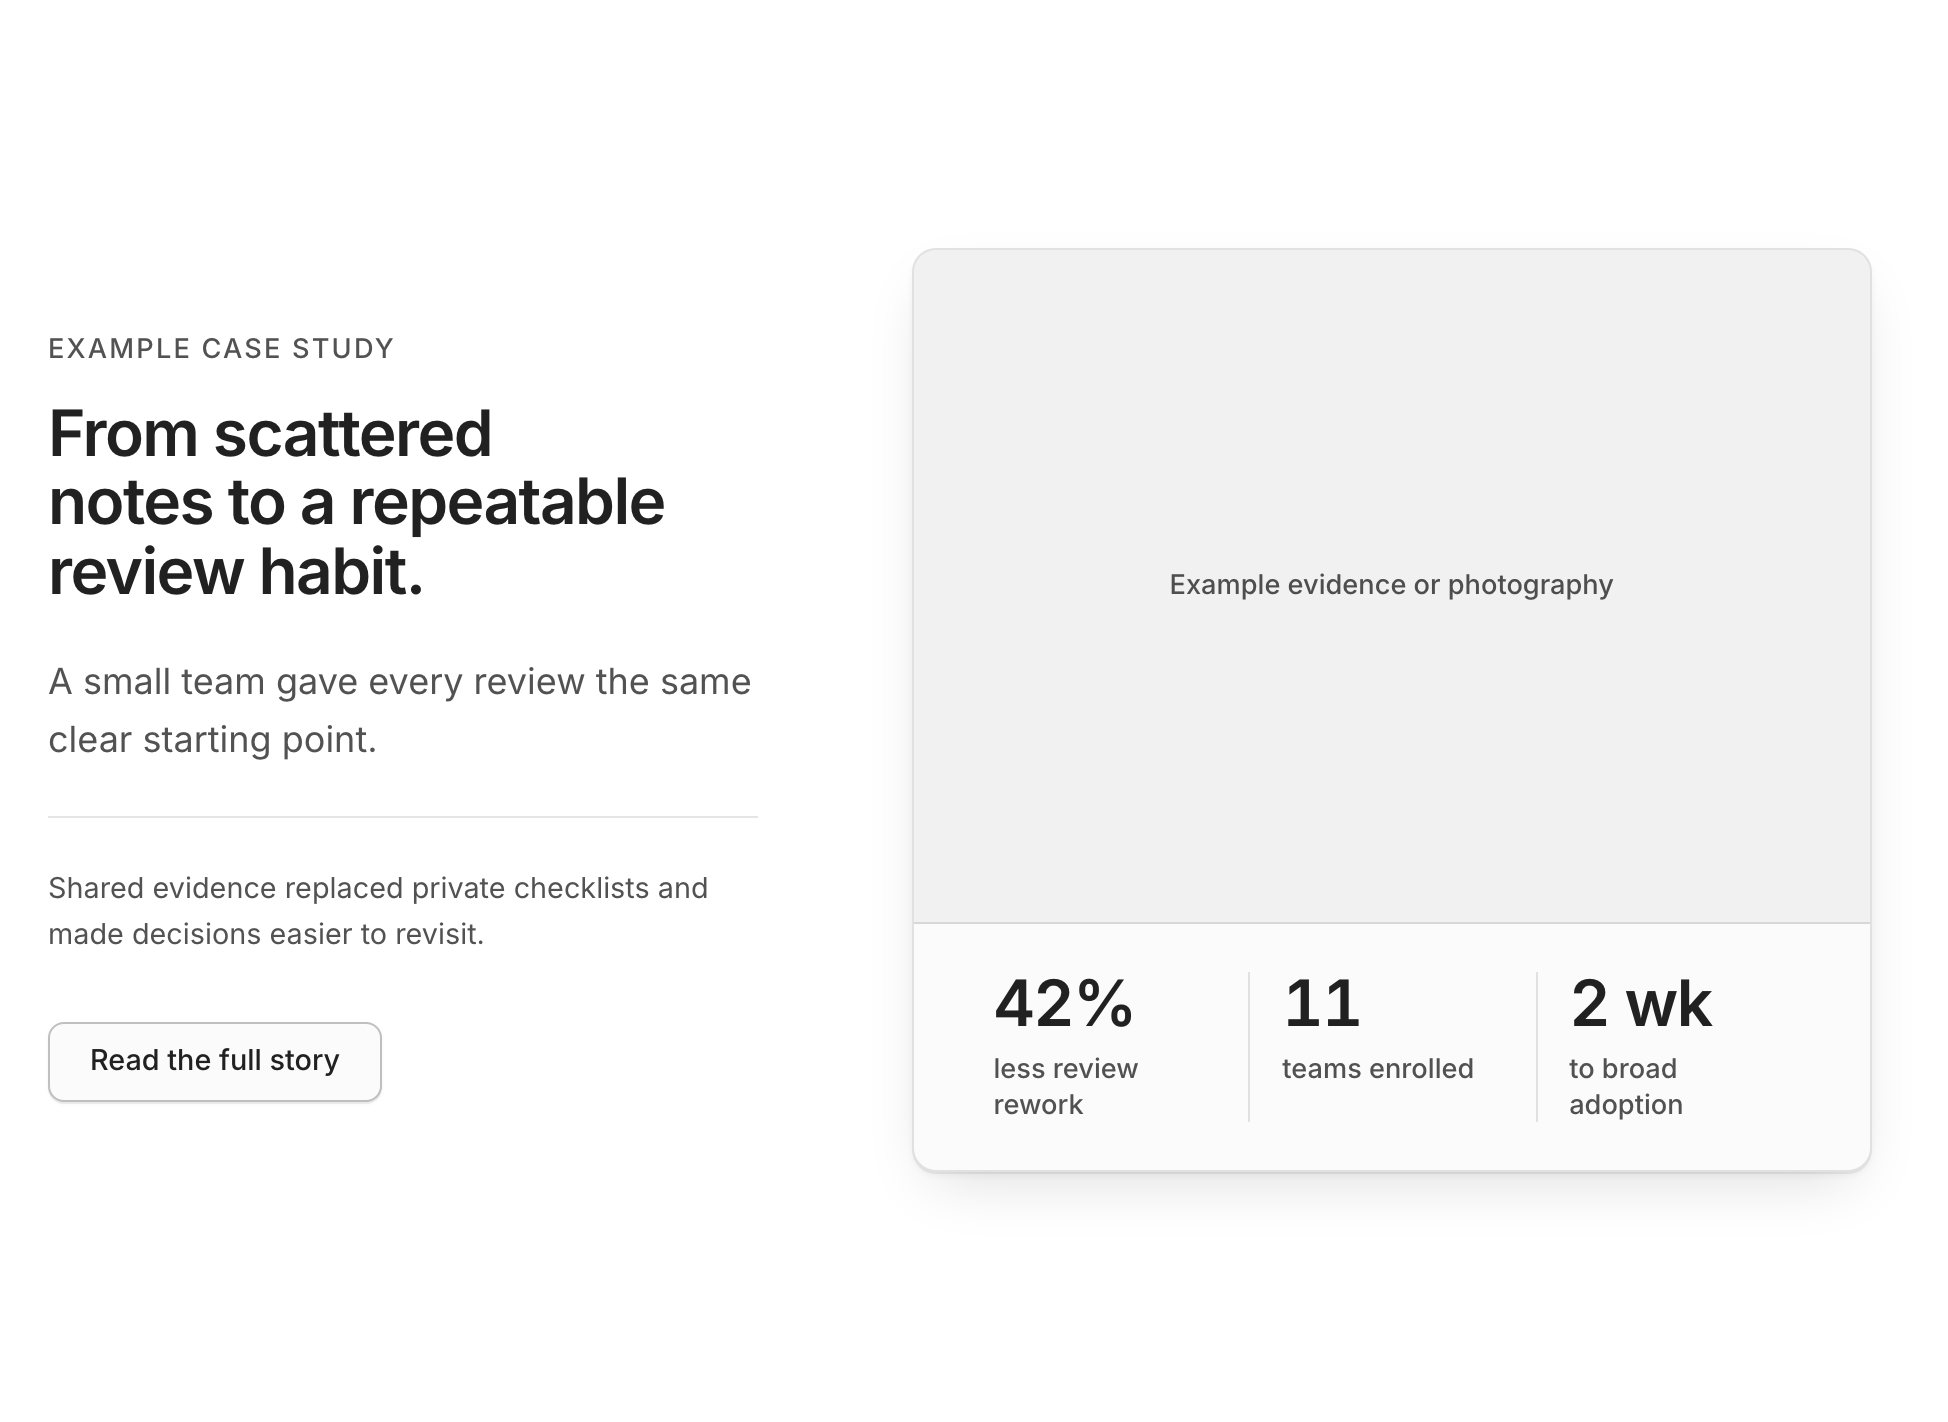 EXAMPLE CASE STUDY
From scattered
notes to a repeatable
review habit.
A small team gave every review the same
clear starting point.
Shared evidence replaced private checklists and
made decisions easier to revisit.
Read the full story
Example evidence or photography
42%
less review
rework
11
teams enrolled
2 wk
to broad
adoption